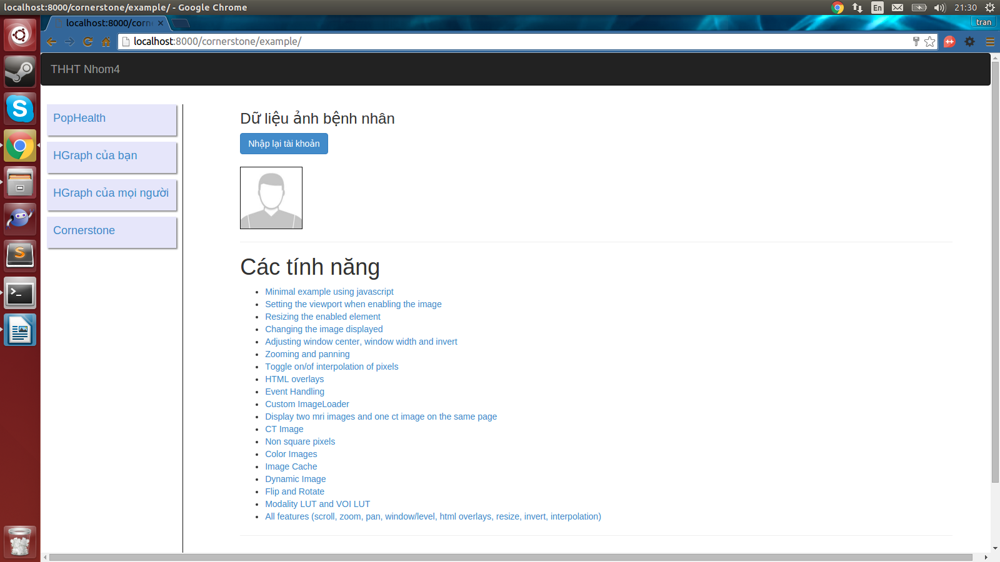 localhost:8000/cornerstone/example/ - Google Chrome
En
21:30
localhost:8000/corn
tran
localhost:8000/cornerstone/example/
THHT Nhom4
PopHealth
HGraph của bạn
HGraph của mọi người
Cornerstone
Dữ liệu ảnh bệnh nhân
Nhập lại tài khoản
Các tính năng
Minimal example using javascript
Setting the viewport when enabling the image
Resizing the enabled element
Changing the image displayed
Adjusting window center, window width and invert
Zooming and panning
Toggle on/of interpolation of pixels
HTML overlays
Event Handling
Custom ImageLoader
Display two mri images and one ct image on the same page
CT Image
Non square pixels
Color Images
Image Cache
Dynamic Image
Flip and Rotate
Modality LUT and VOI LUT
All features (scroll, zoom, pan, window/level, html overlays, resize, invert, interpolation)